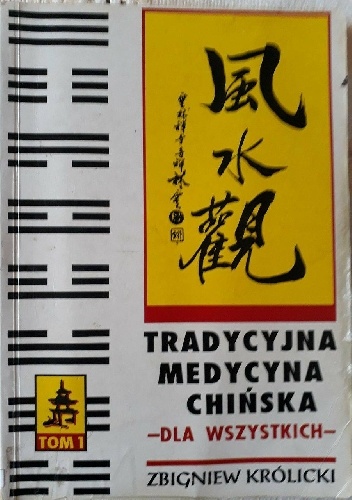 風水觀
TRADYCYJNA
MEDYCYNA
CHIŃSKA
–DLA WSZYSTKICH–
TOM 1
ZBIGNIEW KRÓLICKI